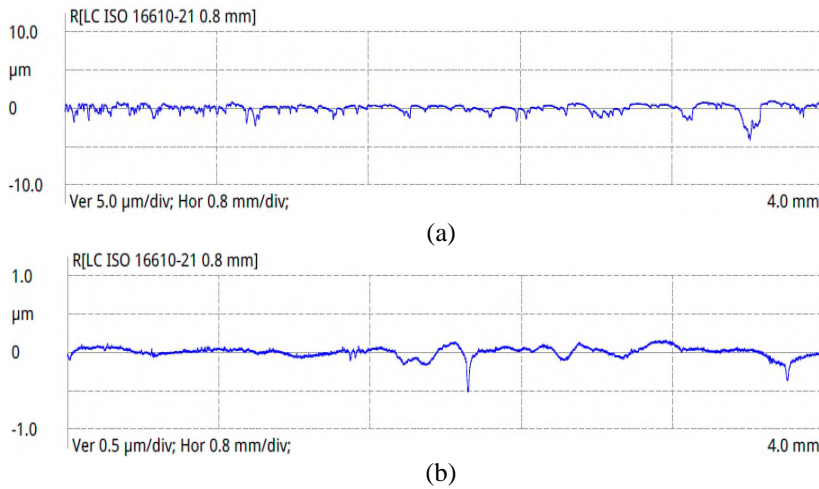 R[LC ISO 16610-21 0.8 mm]
10.0
µm
0
-10.0
Ver 5.0 µm/div; Hor 0.8 mm/div;
4.0 mm
(a)
R[LC ISO 16610-21 0.8 mm]
1.0
µm
0
-1.0
Ver 0.5 µm/div; Hor 0.8 mm/div;
4.0 mm
(b)